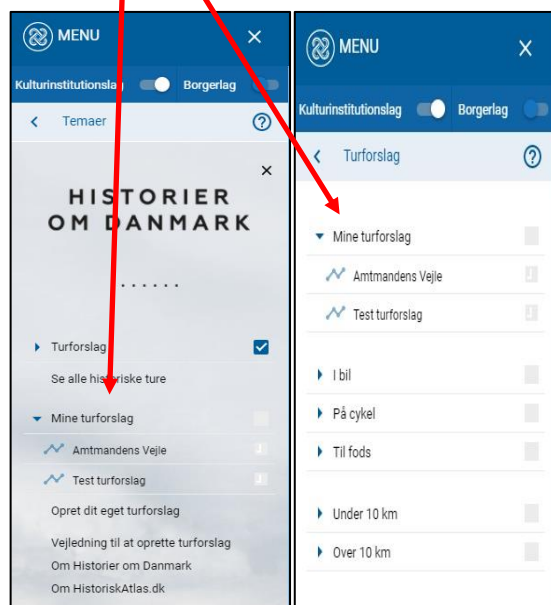 MENU
Kulturinstitutionslag Borgerlag
Temaer
HISTORIER
OM DANMARK
Turforslag
Se alle historiske ture
Mine turforslag
Amtmandens Vejle
Test turforslag
Opret dit eget turforslag
Vejledning til at oprette turforslag
Om Historier om Danmark
Om HistoriskAtlas.dk
MENU
Kulturinstitutionslag Borgerlag
Turforslag
Mine turforslag
Amtmandens Vejle
Test turforslag
I bil
På cykel
Til fods
Under 10 km
Over 10 km